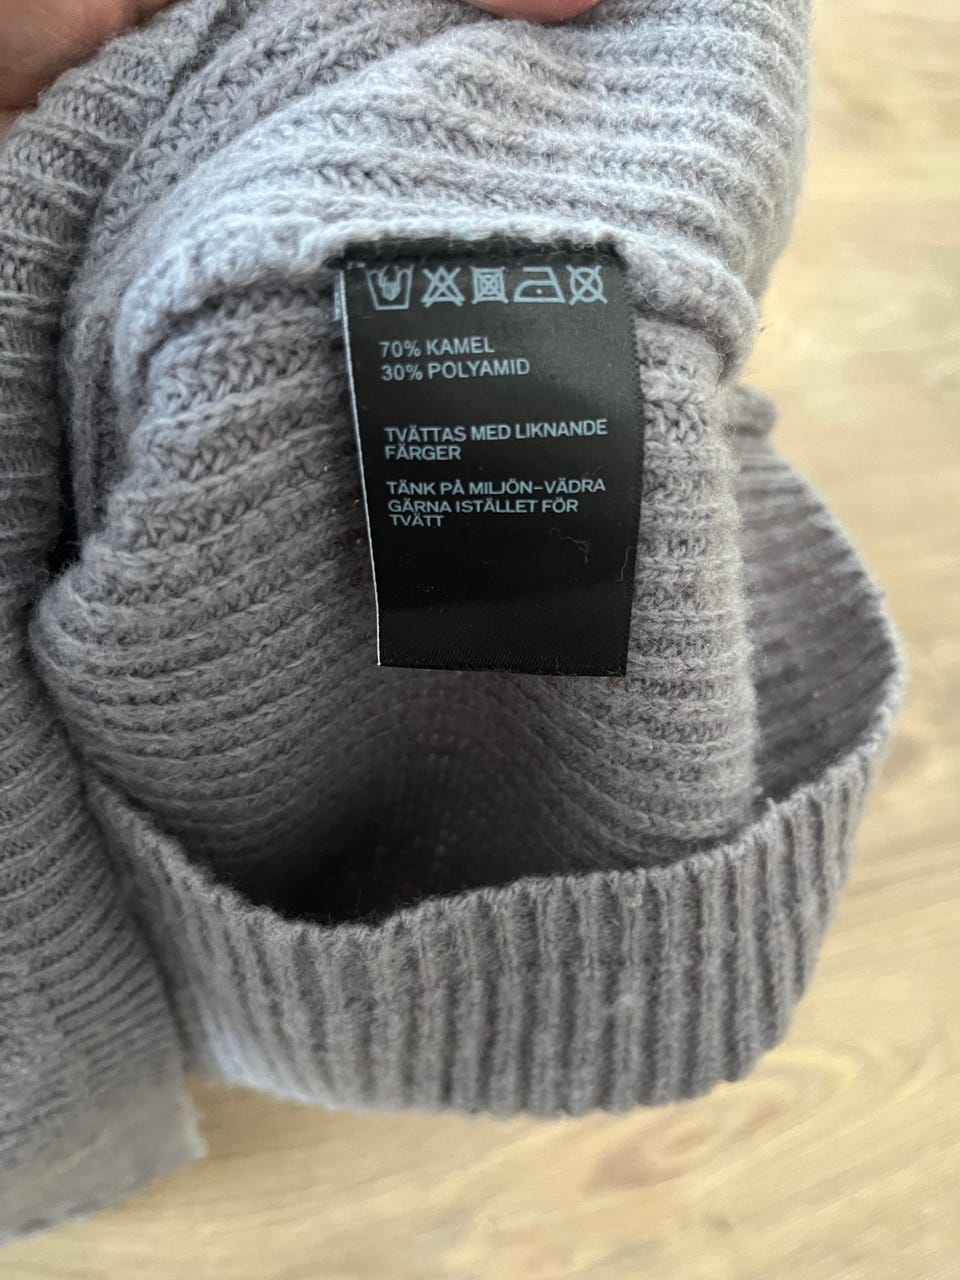 70% KAMEL
30% POLYAMID
TVÄTTAS MED LIKNANDE
FÄRGER
TÄNK PÅ MILJÖN-VÄDRA
GÄRNA ISTÄLLET FÖR
TVÄTT